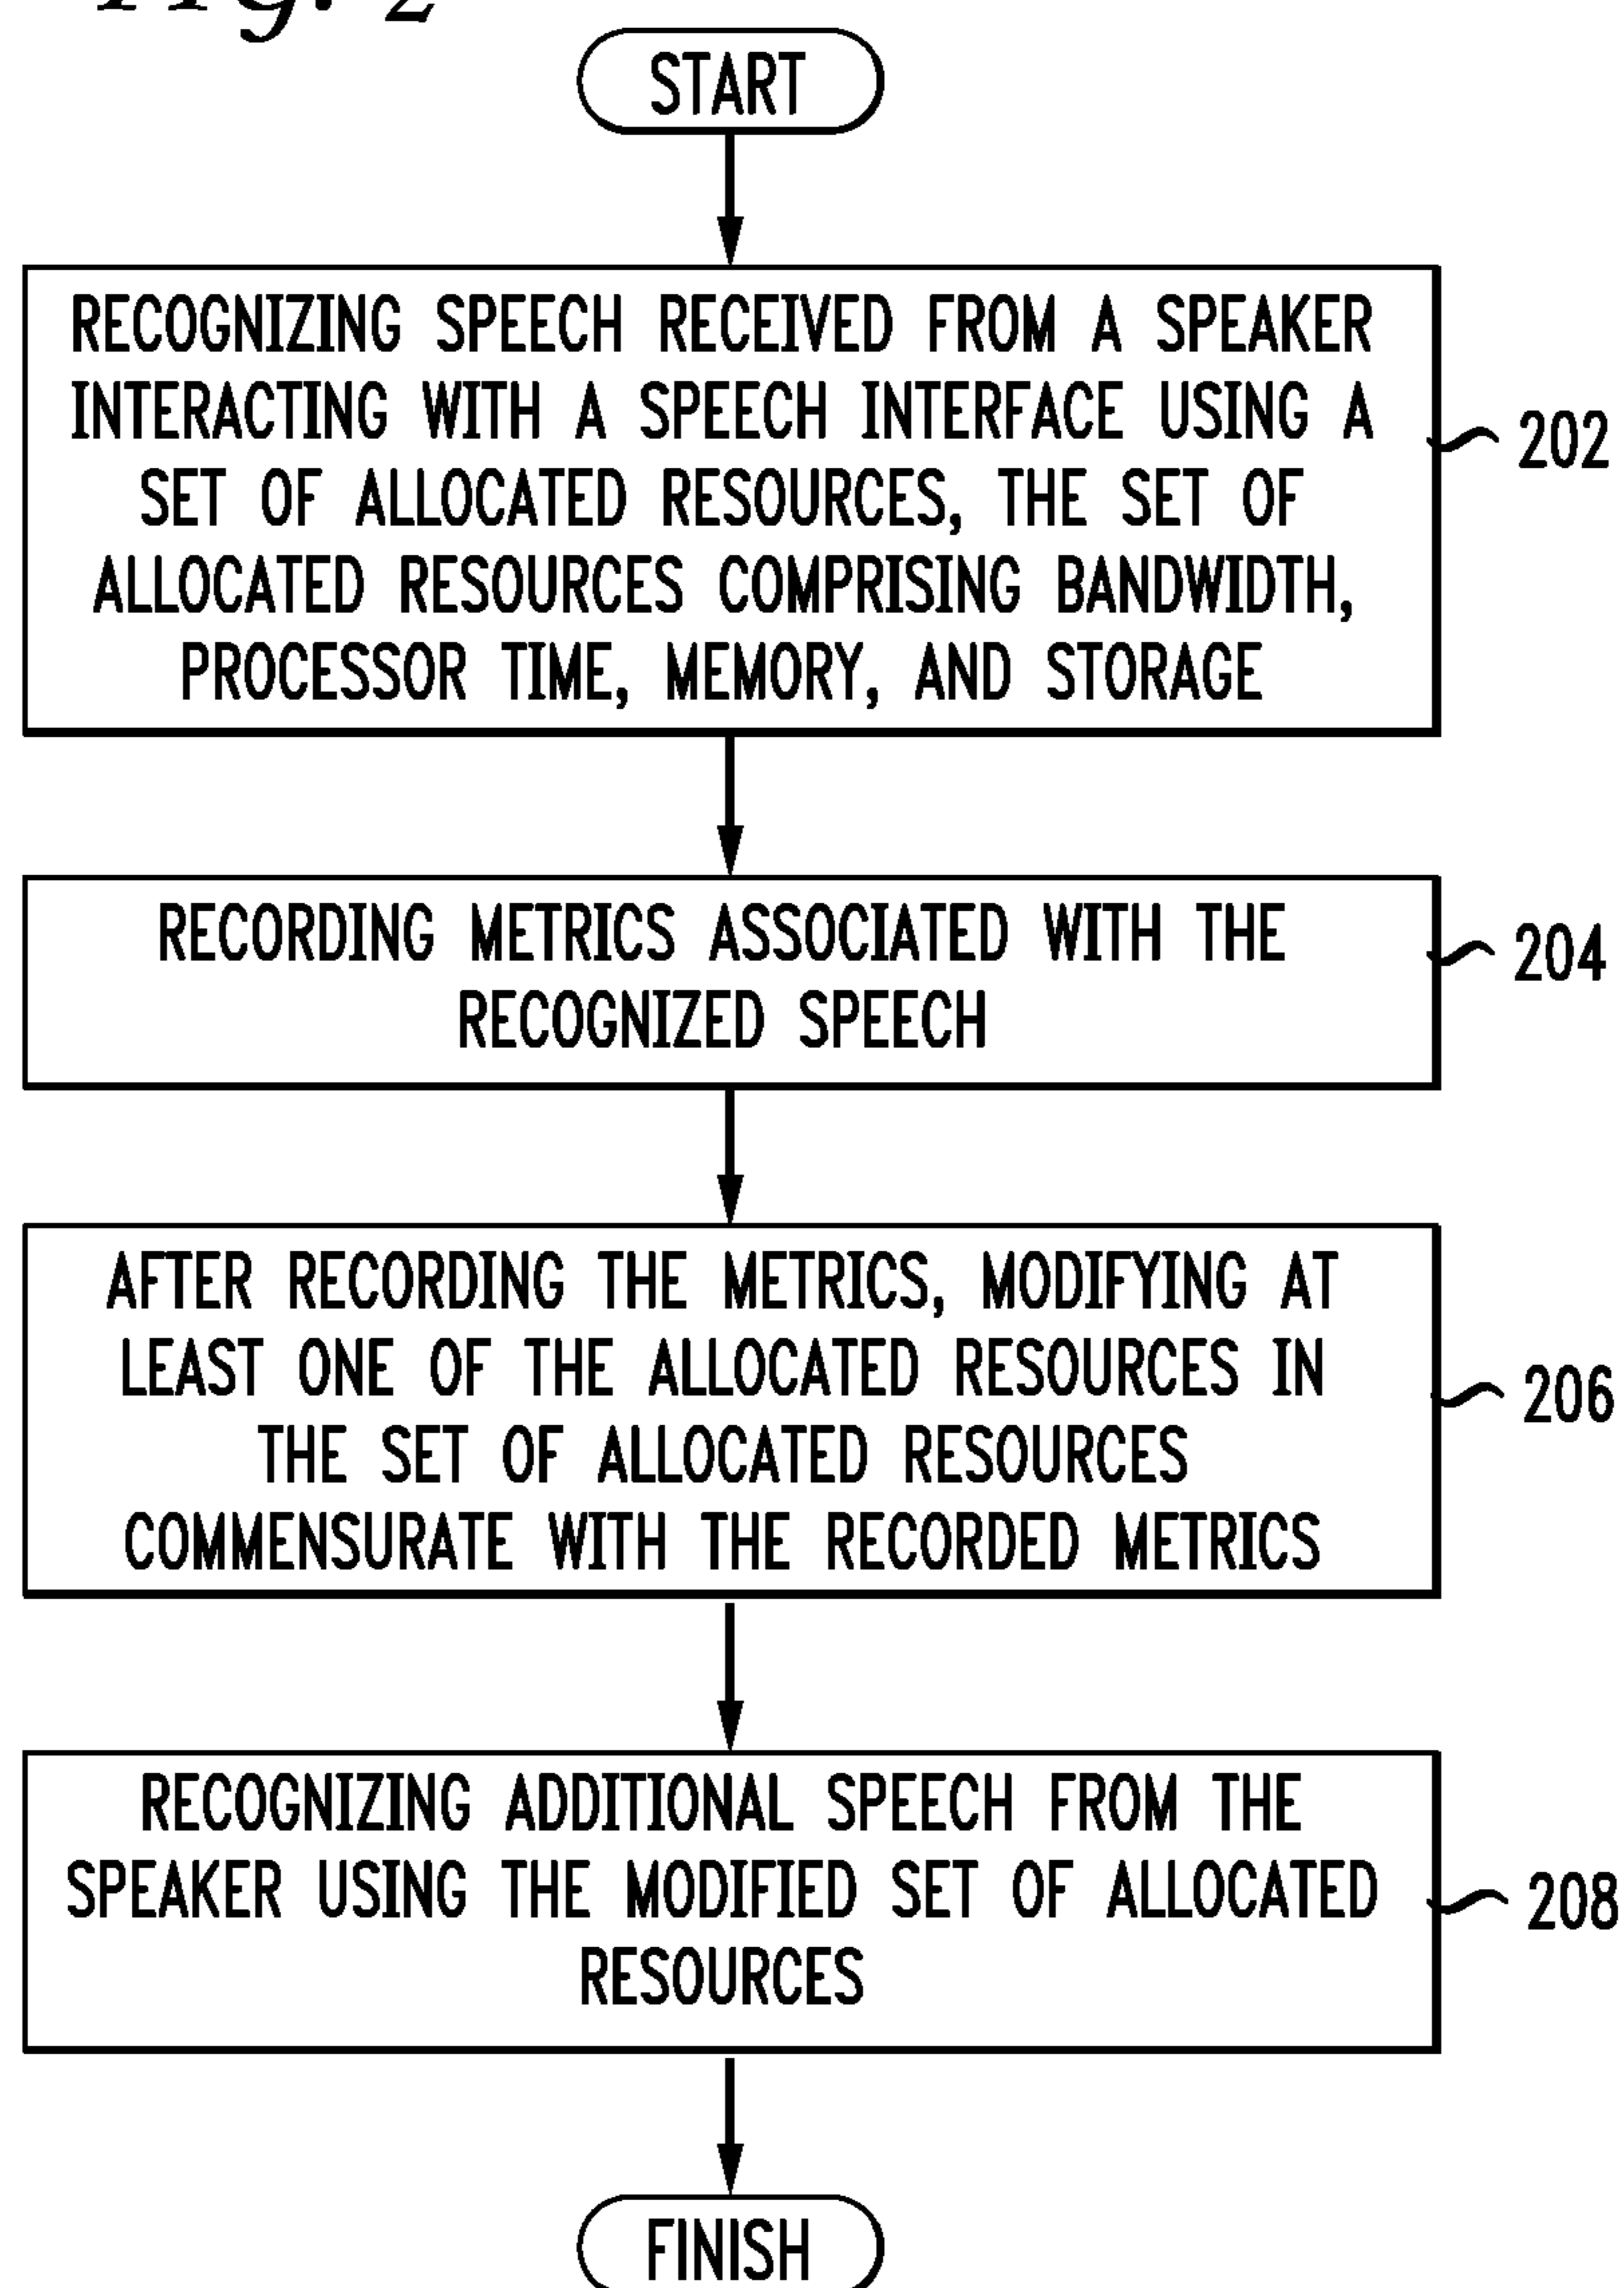 Fig. 2
START
RECOGNIZING SPEECH RECEIVED FROM A SPEAKER
INTERACTING WITH A SPEECH INTERFACE USING A
SET OF ALLOCATED RESOURCES, THE SET OF
ALLOCATED RESOURCES COMPRISING BANDWIDTH,
PROCESSOR TIME, MEMORY, AND STORAGE
202
RECORDING METRICS ASSOCIATED WITH THE
RECOGNIZED SPEECH
204
AFTER RECORDING THE METRICS, MODIFYING AT
LEAST ONE OF THE ALLOCATED RESOURCES IN
THE SET OF ALLOCATED RESOURCES
COMMENSURATE WITH THE RECORDED METRICS
206
RECOGNIZING ADDITIONAL SPEECH FROM THE
SPEAKER USING THE MODIFIED SET OF ALLOCATED
RESOURCES
208
FINISH